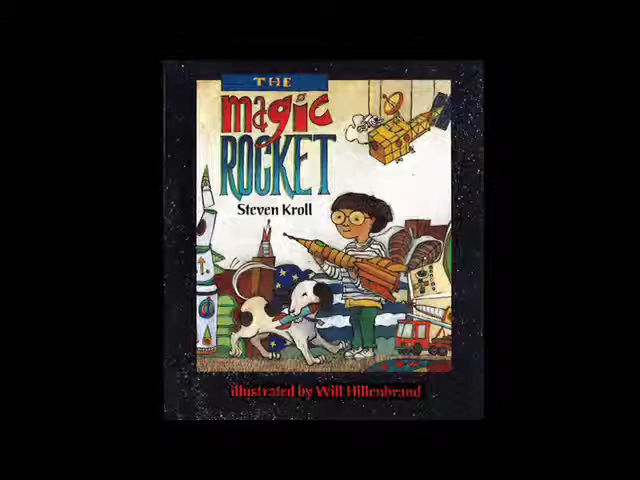 THE
magic
ROCKET
Steven Kroll
illustrated by Will Hillenbrand